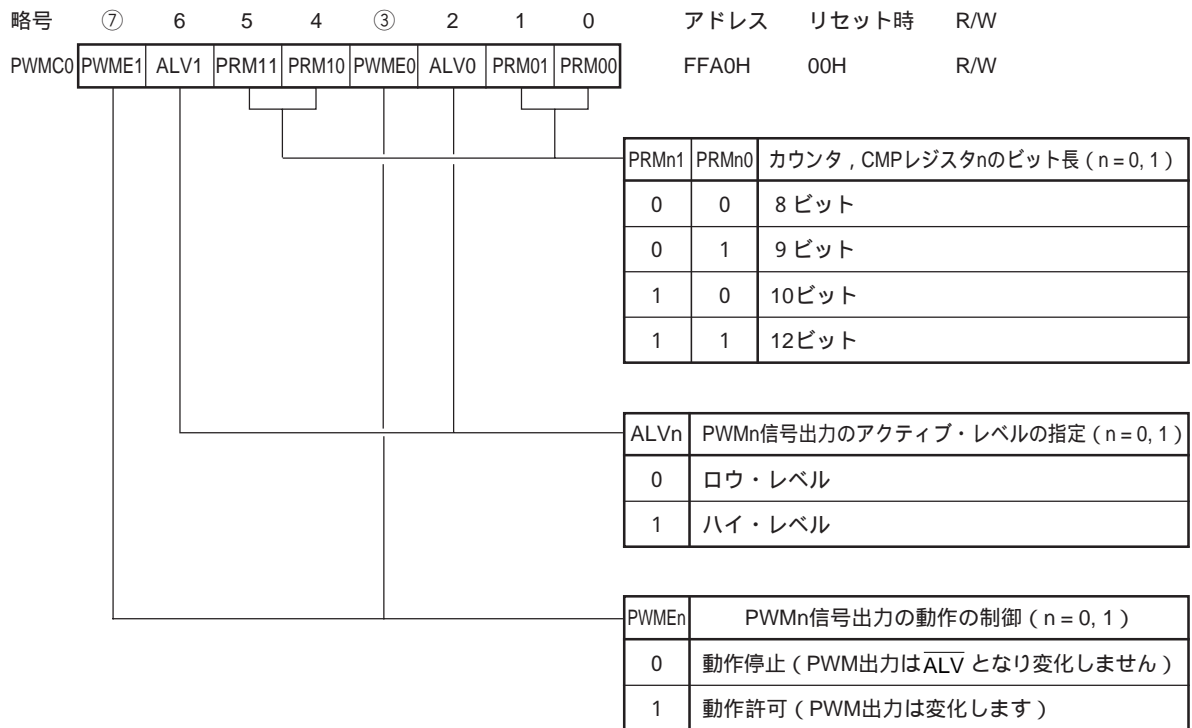 略号 ⑦ 6 5 4 ③ 2 1 0 アドレス リセット時 R/W
PWMC0 PWME1 ALV1 PRM11 PRM10 PWME0 ALV0 PRM01 PRM00 FFA0H 00H R/W
PRMn1 PRMn0 カウンタ，CMPレジスタnのビット長（n = 0, 1）
0 0 8 ビット
0 1 9 ビット
1 0 10ビット
1 1 12ビット
ALVn PWMn信号出力のアクティブ・レベルの指定（n = 0, 1）
0 ロウ・レベル
1 ハイ・レベル
PWMEn PWMn信号出力の動作の制御（n = 0, 1）
0 動作停止（PWM出力はA̅L̅V̅となり変化しません）
1 動作許可（PWM出力は変化します）